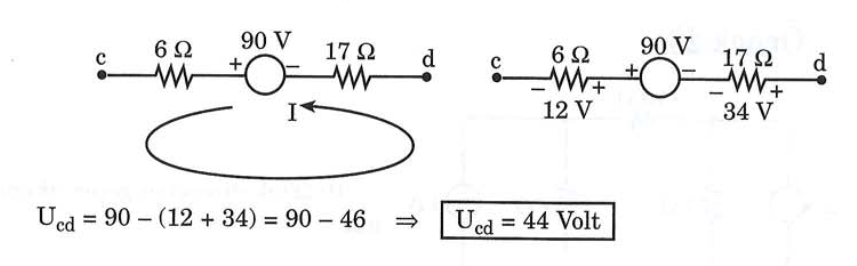 90 V 90 V
c 6 Ω + − 17 Ω d c 6 Ω + − 17 Ω d
− + − +
I 12 V 34 V
U_cd = 90 – (12 + 34) = 90 – 46 ⇒ U_cd = 44 Volt